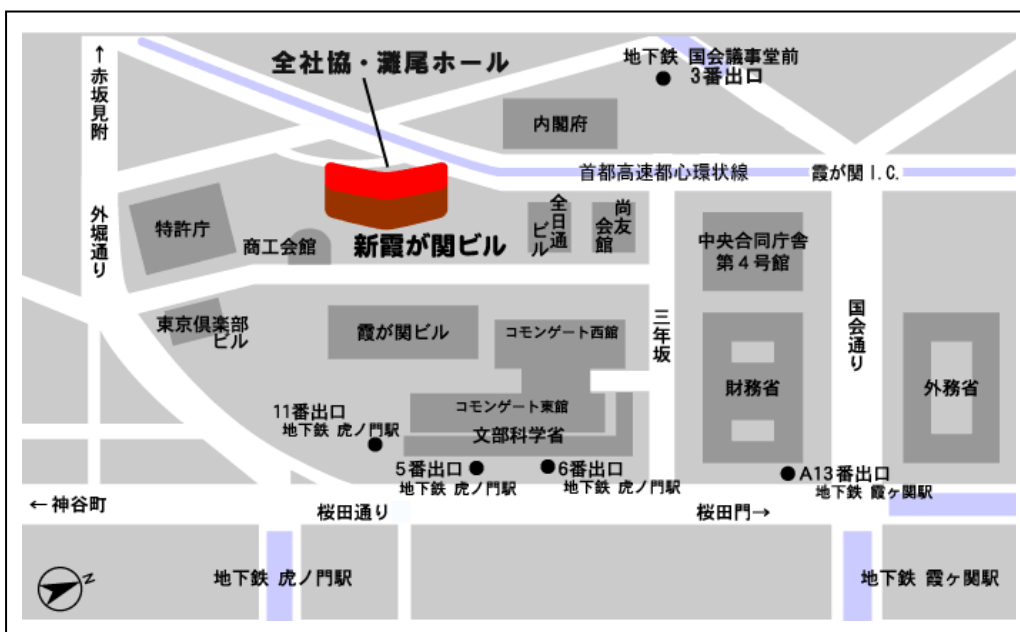 ↑赤坂見附
全社協・灘尾ホール
地下鉄 国会議事堂前
3番出口
内閣府
首都高速都心環状線
霞が関 I.C.
外堀通り
特許庁
商工会館
新霞が関ビル
全日通
ビル
尚友
会館
中央合同庁舎
第4号館
東京倶楽部
ビル
霞が関ビル
コモンゲート西館
三年坂
国会通り
財務省
外務省
コモンゲート東館
文部科学省
11番出口
地下鉄 虎ノ門駅
5番出口
地下鉄 虎ノ門駅
6番出口
地下鉄 虎ノ門駅
A13番出口
地下鉄 霞ヶ関駅
←神谷町
桜田通り
桜田門→
地下鉄 虎ノ門駅
地下鉄 霞ヶ関駅
N